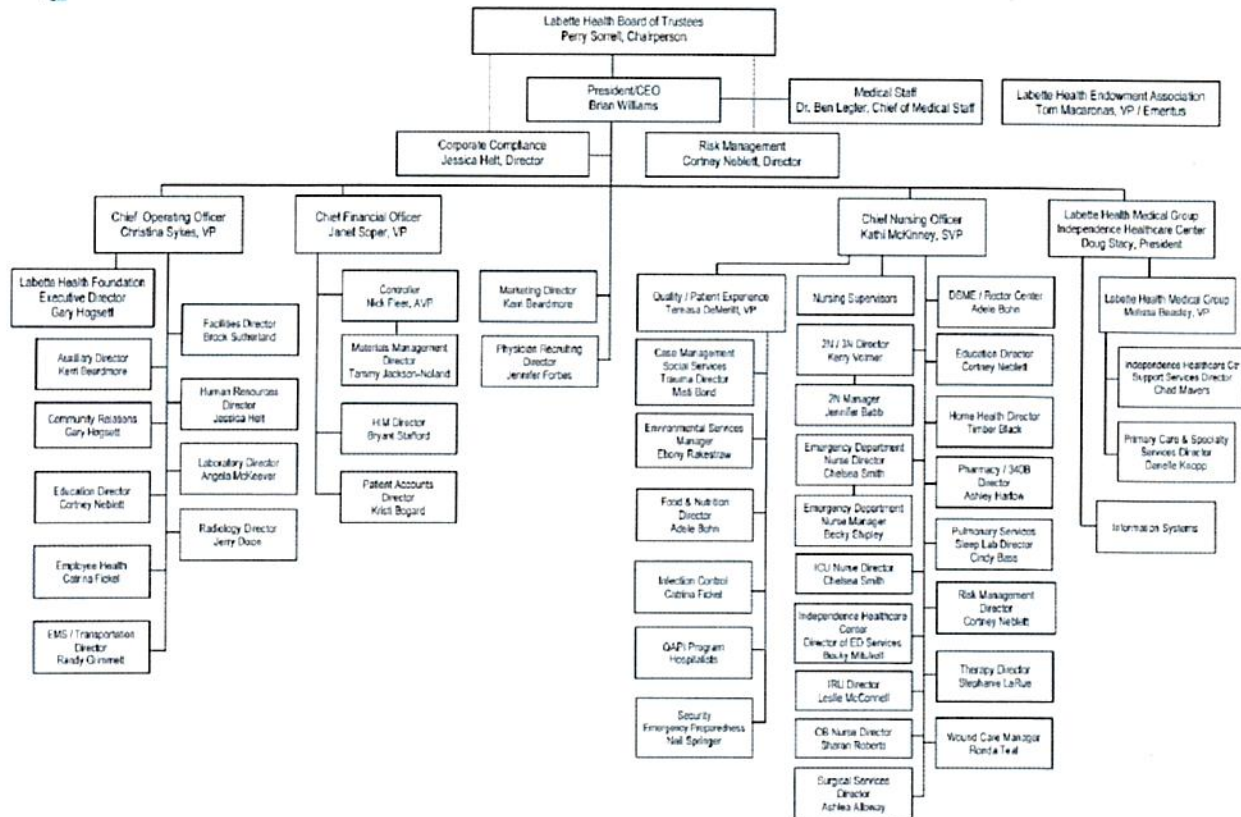 Labette Health Board of Trustees
Perry Sorrell, Chairperson
President/CEO
Brian Williams
Medical Staff
Dr. Ben Legler, Chief of Medical Staff
Labette Health Endowment Association
Tom Macaronas, VP / Emeritus
Corporate Compliance
Jessica Helt, Director
Risk Management
Cortney Neblett, Director
Chief Operating Officer
Christina Sykes, VP
Chief Financial Officer
Janet Soper, VP
Chief Nursing Officer
Kathi McKinney, SVP
Labette Health Medical Group
Independence Healthcare Center
Doug Stacy, President
Labette Health Foundation
Executive Director
Gary Hogsett
Auxiliary Director
Kerri Beardmore
Community Relations
Gary Hogsett
Education Director
Cortney Neblett
Employee Health
Catrina Fickel
EMS / Transportation
Director
Randy Grimmett
Facilities Director
Brock Sutherland
Human Resources
Director
Jessica Helt
Laboratory Director
Angela McKeever
Radiology Director
Jerry
Controller
Nick Fleer, AVP
Materials Management
Director
Tammy Jackson-Noland
HIM Director
Bryant Stafford
Patient Accounts
Director
Kristi Bogard
Marketing Director
Kerri Beardmore
Physician Recruiting
Director
Jennifer Forbes
Quality / Patient Experience
Tereasa DeMeritt, VP
Case Management
Social Services
Trauma Director
Misti Bond
Environmental Services
Manager
Ebony Rakestraw
Food & Nutrition
Director
Adele Bohn
Infection Control
Catrina Fickel
QAPI Program
Hospitalists
Security
Emergency Preparedness
Neil Springer
Nursing Supervisors
2N / 3N Director
Kerry Volmer
2N Manager
Jennifer Babb
Emergency Department
Nurse Director
Chelsea Smith
Emergency Department
Nurse Manager
Becky Shipley
ICU Nurse Director
Chelsea Smith
Independence Healthcare
Center
Director of ED Services
Becky Mitchell
IRU Director
Leslie McConnell
OB Nurse Director
Sharan Roberts
Surgical Services
Director
Ashlea Alloway
DSME / Rector Center
Adele Bohn
Education Director
Cortney Neblett
Home Health Director
Timber Black
Pharmacy / 340B
Director
Ashley Harlow
Pulmonary Services
Sleep Lab Director
Cindy Bass
Risk Management
Director
Cortney Neblett
Therapy Director
Stephanie LaRue
Wound Care Manager
Ronda Teal
Labette Health Medical Group
Melissa Beasley, VP
Independence Healthcare Ctr
Support Services Director
Chad Mavers
Primary Care & Specialty
Services Director
Danielle Knopp
Information Systems